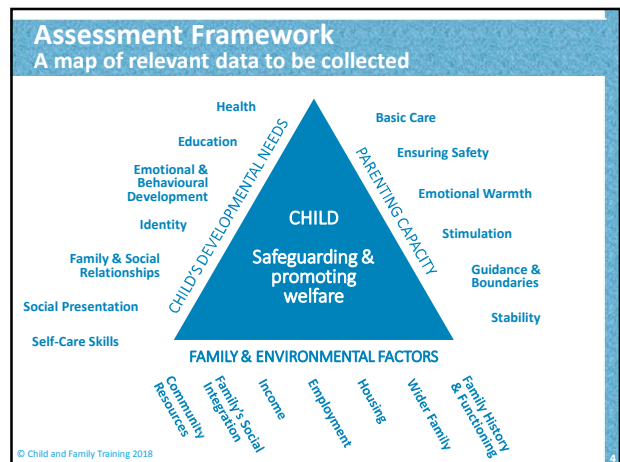 Assessment Framework
A map of relevant data to be collected
Health
Education
Emotional &
Behavioural
Development
Identity
Family & Social
Relationships
Social Presentation
Self-Care Skills
CHILD'S DEVELOPMENTAL NEEDS
CHILD
Safeguarding &
promoting
welfare
PARENTING CAPACITY
Basic Care
Ensuring Safety
Emotional Warmth
Stimulation
Guidance &
Boundaries
Stability
FAMILY & ENVIRONMENTAL FACTORS
Community
Resources
Family's Social
Integration
Income
Employment
Housing
Wider Family
Family History
& Functioning
© Child and Family Training 2018
4